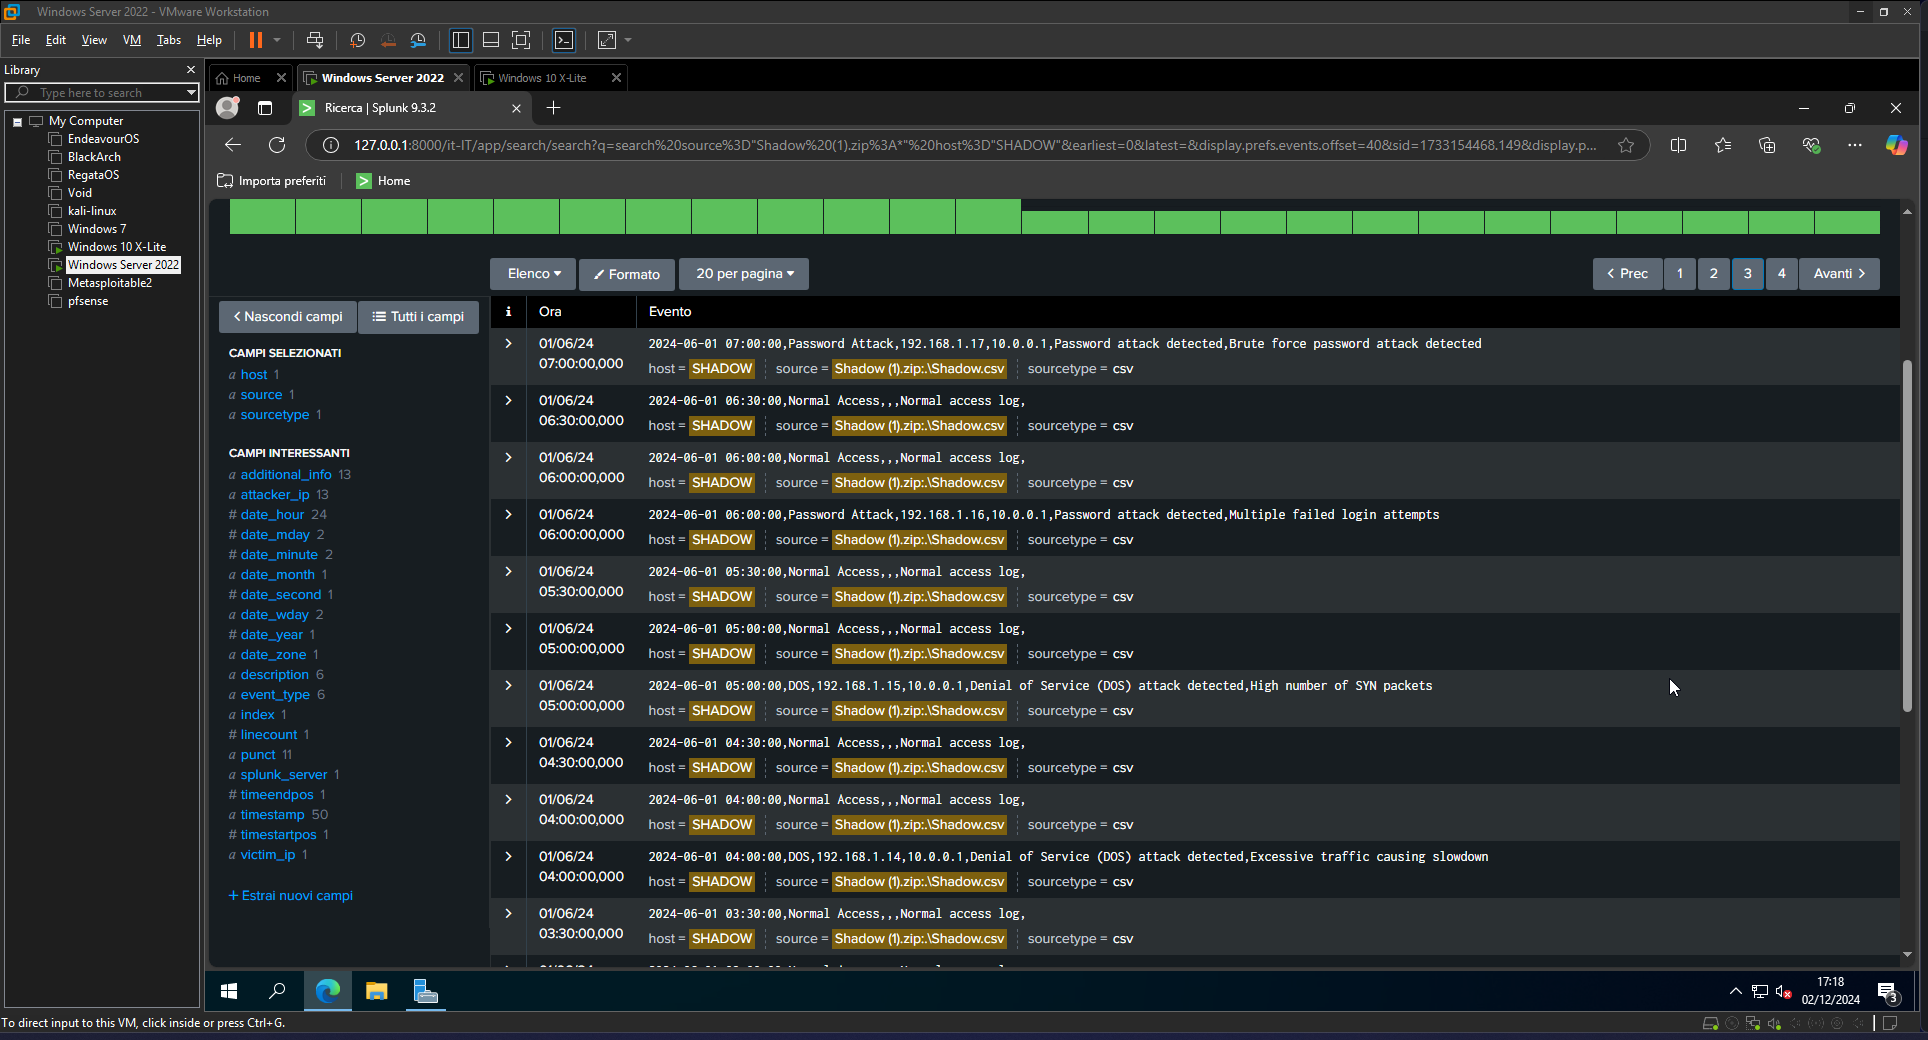 Windows Server 2022 - VMware Workstation
File Edit View VM Tabs Help
Library
Type here to search
My Computer
EndeavourOS
BlackArch
RegataOS
Void
kali-linux
Windows 7
Windows 10 X-Lite
Windows Server 2022
Metasploitable2
pfsense
Home
Windows Server 2022
Windows 10 X-Lite
Ricerca | Splunk 9.3.2
127.0.0.1:8000/it-IT/app/search/search?q=search%20source%3D"Shadow%20(1).zip%3A*"%20host%3D"SHADOW"&earliest=0&latest=&display.prefs.events.offset=40&sid=1733154468.149&display.p...
Importa preferiti
Home
Elenco
Formato
20 per pagina
Prec 1 2 3 4 Avanti
Nascondi campi
Tutti i campi
CAMPI SELEZIONATI
a host 1
a source 1
a sourcetype 1
CAMPI INTERESSANTI
a additional_info 13
a attacker_ip 13
# date_hour 24
# date_mday 2
# date_minute 2
a date_month 1
# date_second 1
a date_wday 2
# date_year 1
a date_zone 1
a description 6
a event_type 6
a index 1
# linecount 1
a punct 11
a splunk_server 1
# timeendpos 1
a timestamp 50
# timestartpos 1
a victim_ip 1
+ Estrai nuovi campi
i Ora Evento
01/06/24
07:00:00,000
2024-06-01 07:00:00,Password Attack,192.168.1.17,10.0.0.1,Password attack detected,Brute force password attack detected
host = SHADOW source = Shadow (1).zip:.\Shadow.csv sourcetype = csv
01/06/24
06:30:00,000
2024-06-01 06:30:00,Normal Access,,,Normal access log,
host = SHADOW source = Shadow (1).zip:.\Shadow.csv sourcetype = csv
01/06/24
06:00:00,000
2024-06-01 06:00:00,Normal Access,,,Normal access log,
host = SHADOW source = Shadow (1).zip:.\Shadow.csv sourcetype = csv
01/06/24
06:00:00,000
2024-06-01 06:00:00,Password Attack,192.168.1.16,10.0.0.1,Password attack detected,Multiple failed login attempts
host = SHADOW source = Shadow (1).zip:.\Shadow.csv sourcetype = csv
01/06/24
05:30:00,000
2024-06-01 05:30:00,Normal Access,,,Normal access log,
host = SHADOW source = Shadow (1).zip:.\Shadow.csv sourcetype = csv
01/06/24
05:00:00,000
2024-06-01 05:00:00,Normal Access,,,Normal access log,
host = SHADOW source = Shadow (1).zip:.\Shadow.csv sourcetype = csv
01/06/24
05:00:00,000
2024-06-01 05:00:00,DOS,192.168.1.15,10.0.0.1,Denial of Service (DOS) attack detected,High number of SYN packets
host = SHADOW source = Shadow (1).zip:.\Shadow.csv sourcetype = csv
01/06/24
04:30:00,000
2024-06-01 04:30:00,Normal Access,,,Normal access log,
host = SHADOW source = Shadow (1).zip:.\Shadow.csv sourcetype = csv
01/06/24
04:00:00,000
2024-06-01 04:00:00,Normal Access,,,Normal access log,
host = SHADOW source = Shadow (1).zip:.\Shadow.csv sourcetype = csv
01/06/24
04:00:00,000
2024-06-01 04:00:00,DOS,192.168.1.14,10.0.0.1,Denial of Service (DOS) attack detected,Excessive traffic causing slowdown
host = SHADOW source = Shadow (1).zip:.\Shadow.csv sourcetype = csv
01/06/24
03:30:00,000
2024-06-01 03:30:00,Normal Access,,,Normal access log,
host = SHADOW source = Shadow (1).zip:.\Shadow.csv sourcetype = csv
17:18
02/12/2024
3
To direct input to this VM, click inside or press Ctrl+G.